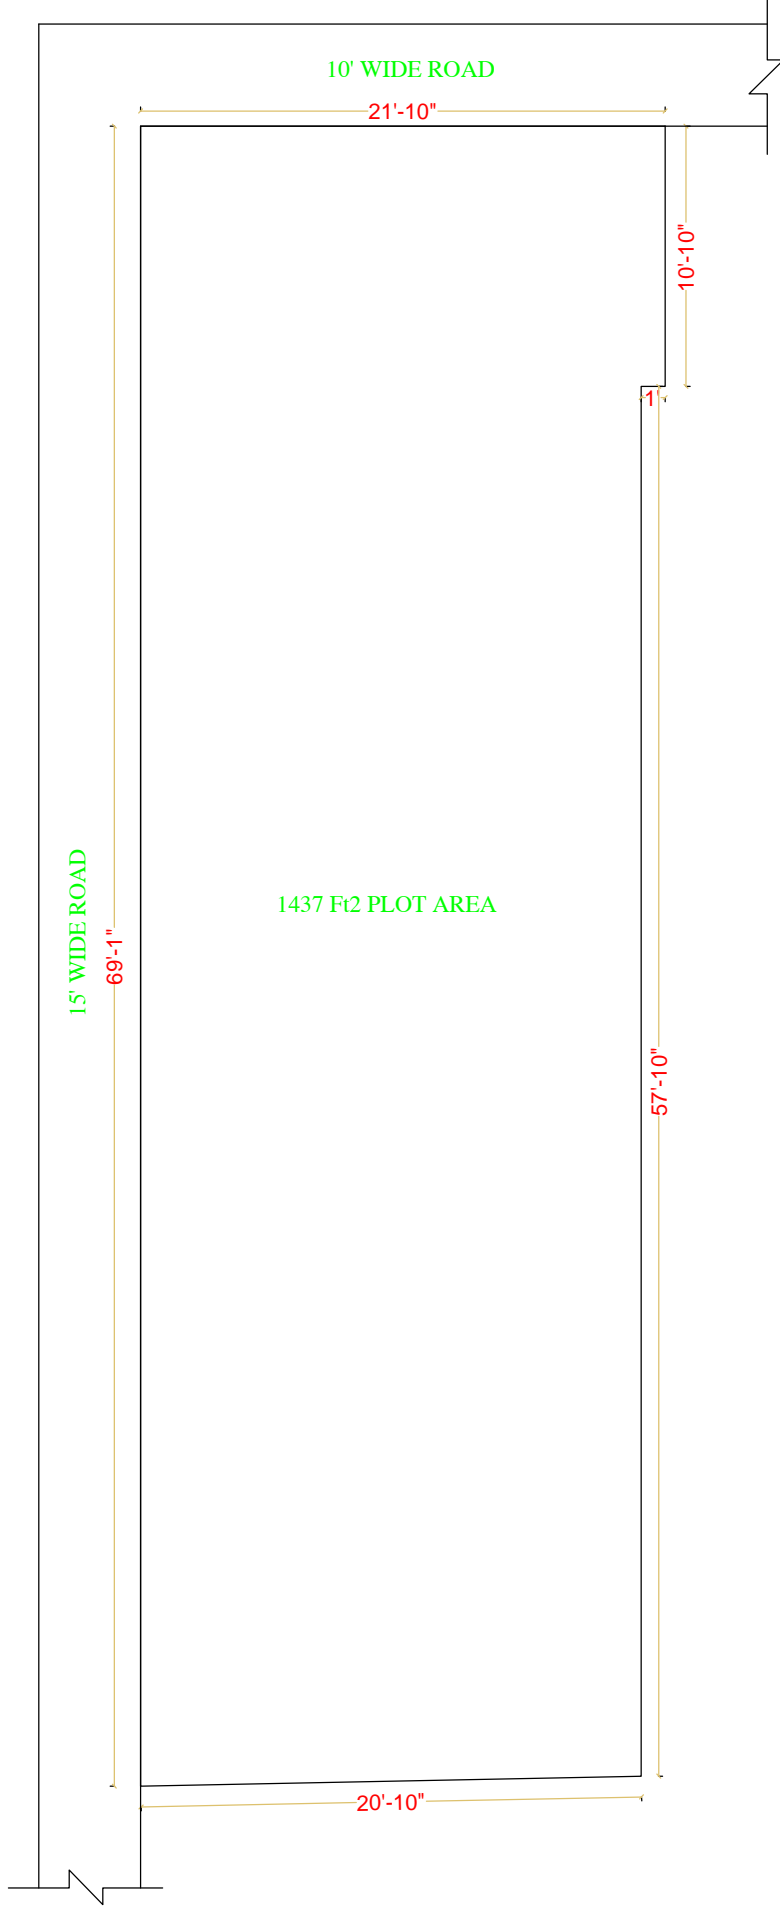 10' WIDE ROAD
21'-10"
10'-10"
1'
1437 Ft2 PLOT AREA
15' WIDE ROAD
69'-1"
57'-10"
20'-10"